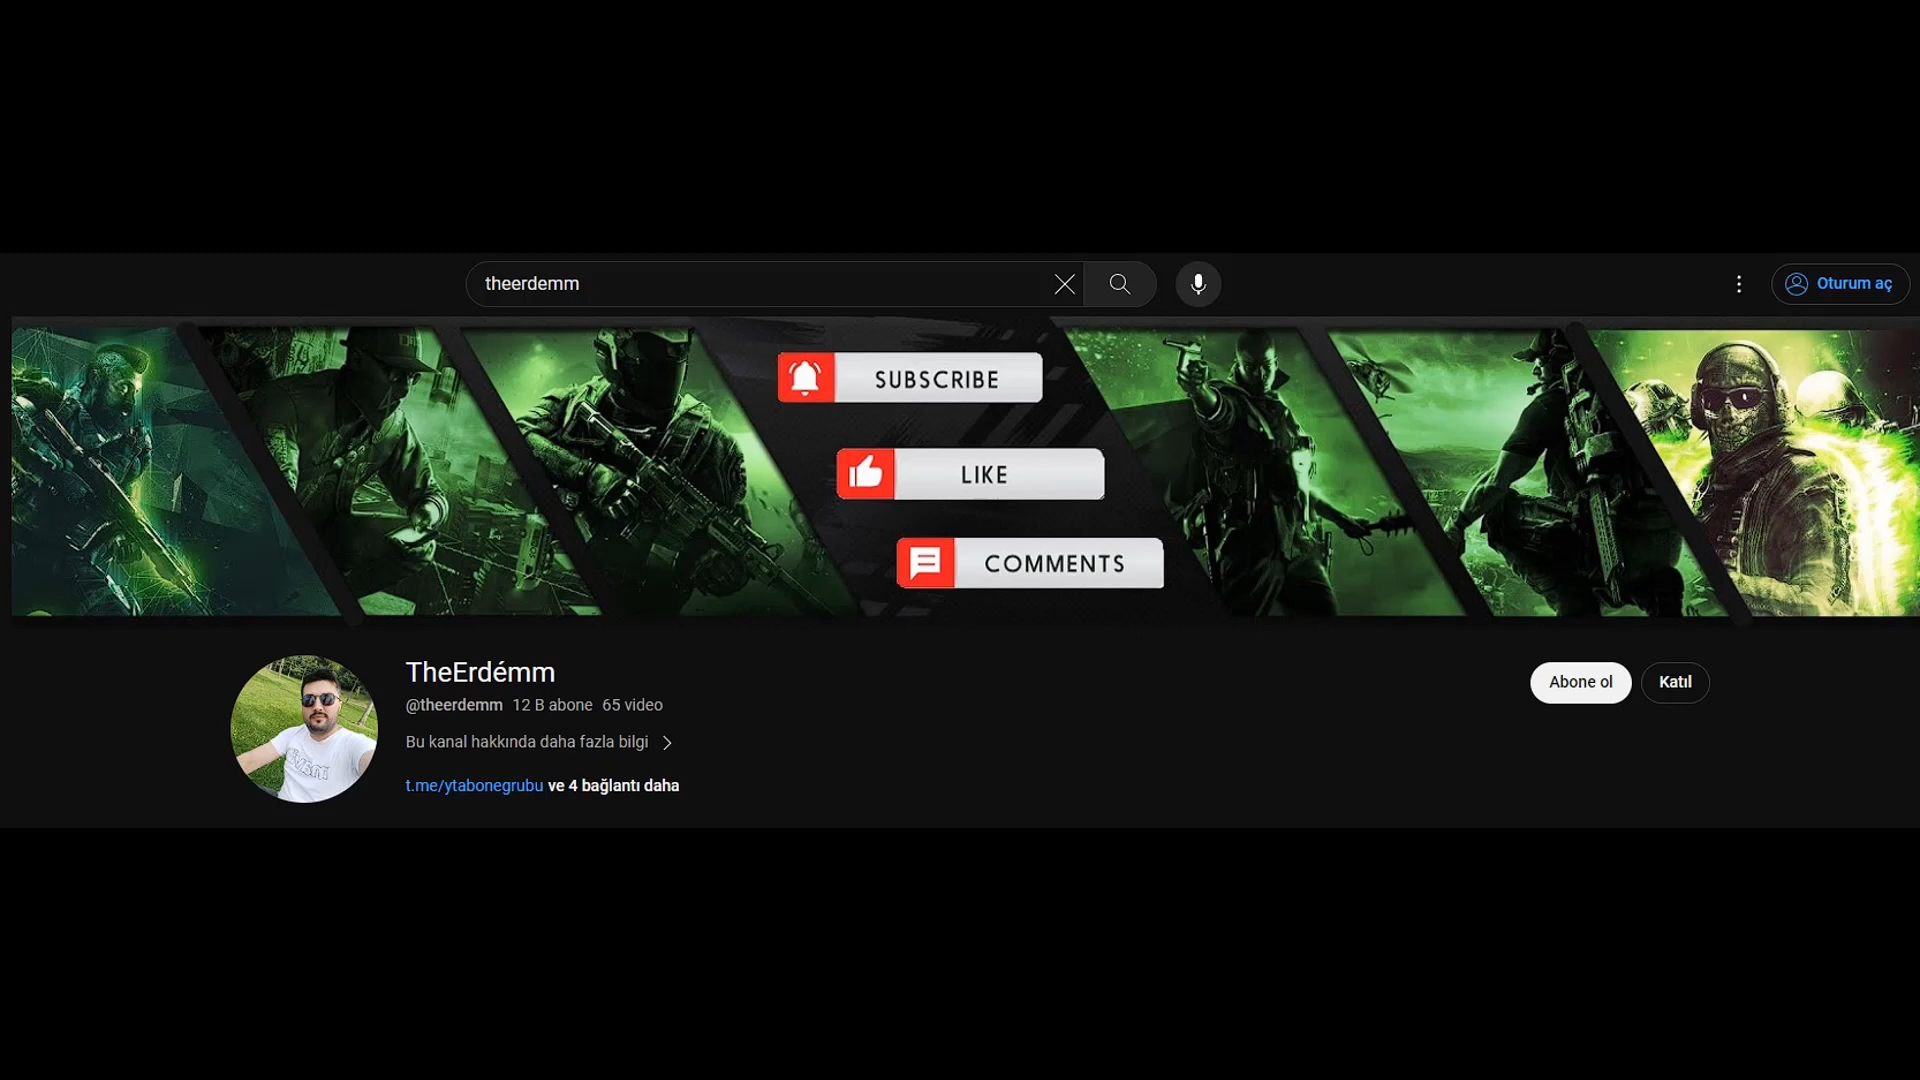 theerdemm
Oturum aç
SUBSCRIBE
LIKE
COMMENTS
TheErdémm
@theerdemm 12 B abone 65 video
Bu kanal hakkında daha fazla bilgi
t.me/ytabonegrubu ve 4 bağlantı daha
Abone ol
Katıl